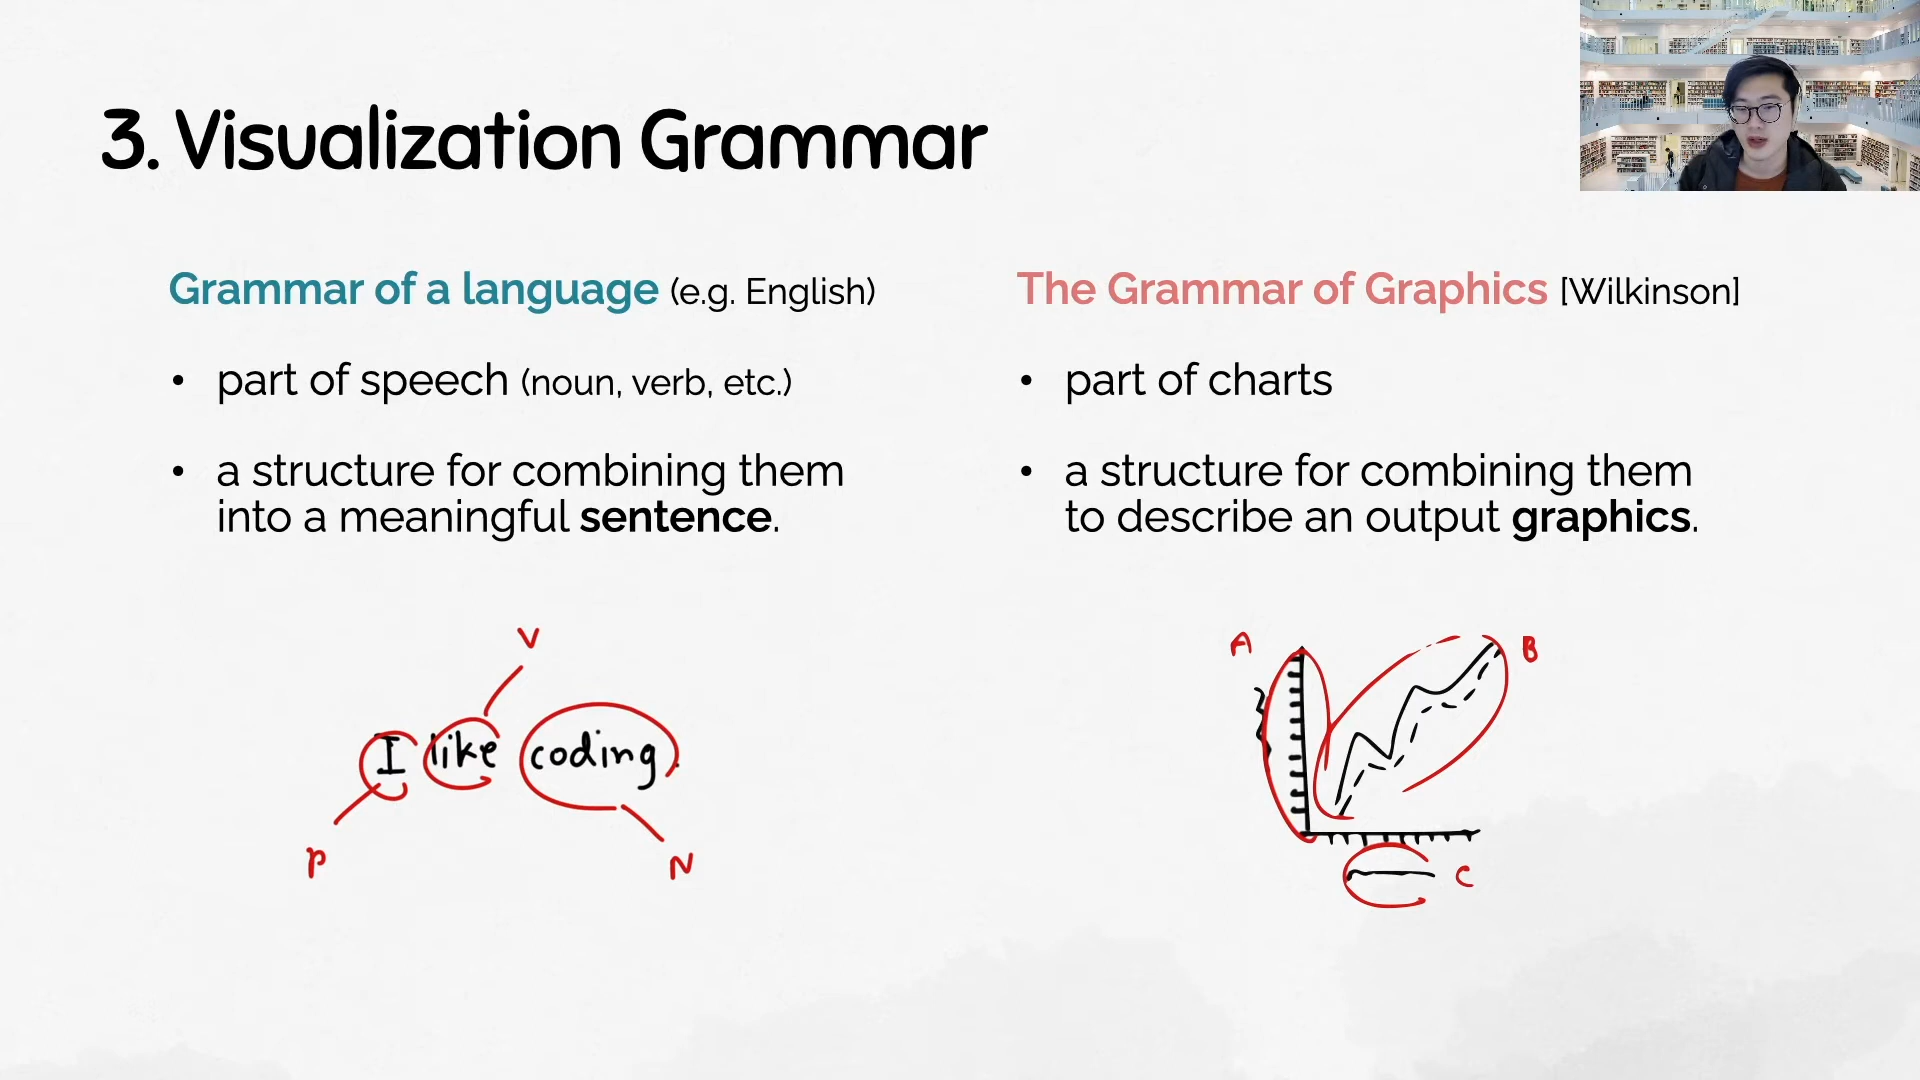 3. Visualization Grammar
Grammar of a language (e.g. English)
• part of speech (noun, verb, etc.)
• a structure for combining them
into a meaningful sentence.
V
I like coding.
P
N
The Grammar of Graphics [Wilkinson]
• part of charts
• a structure for combining them
to describe an output graphics.
A
B
C